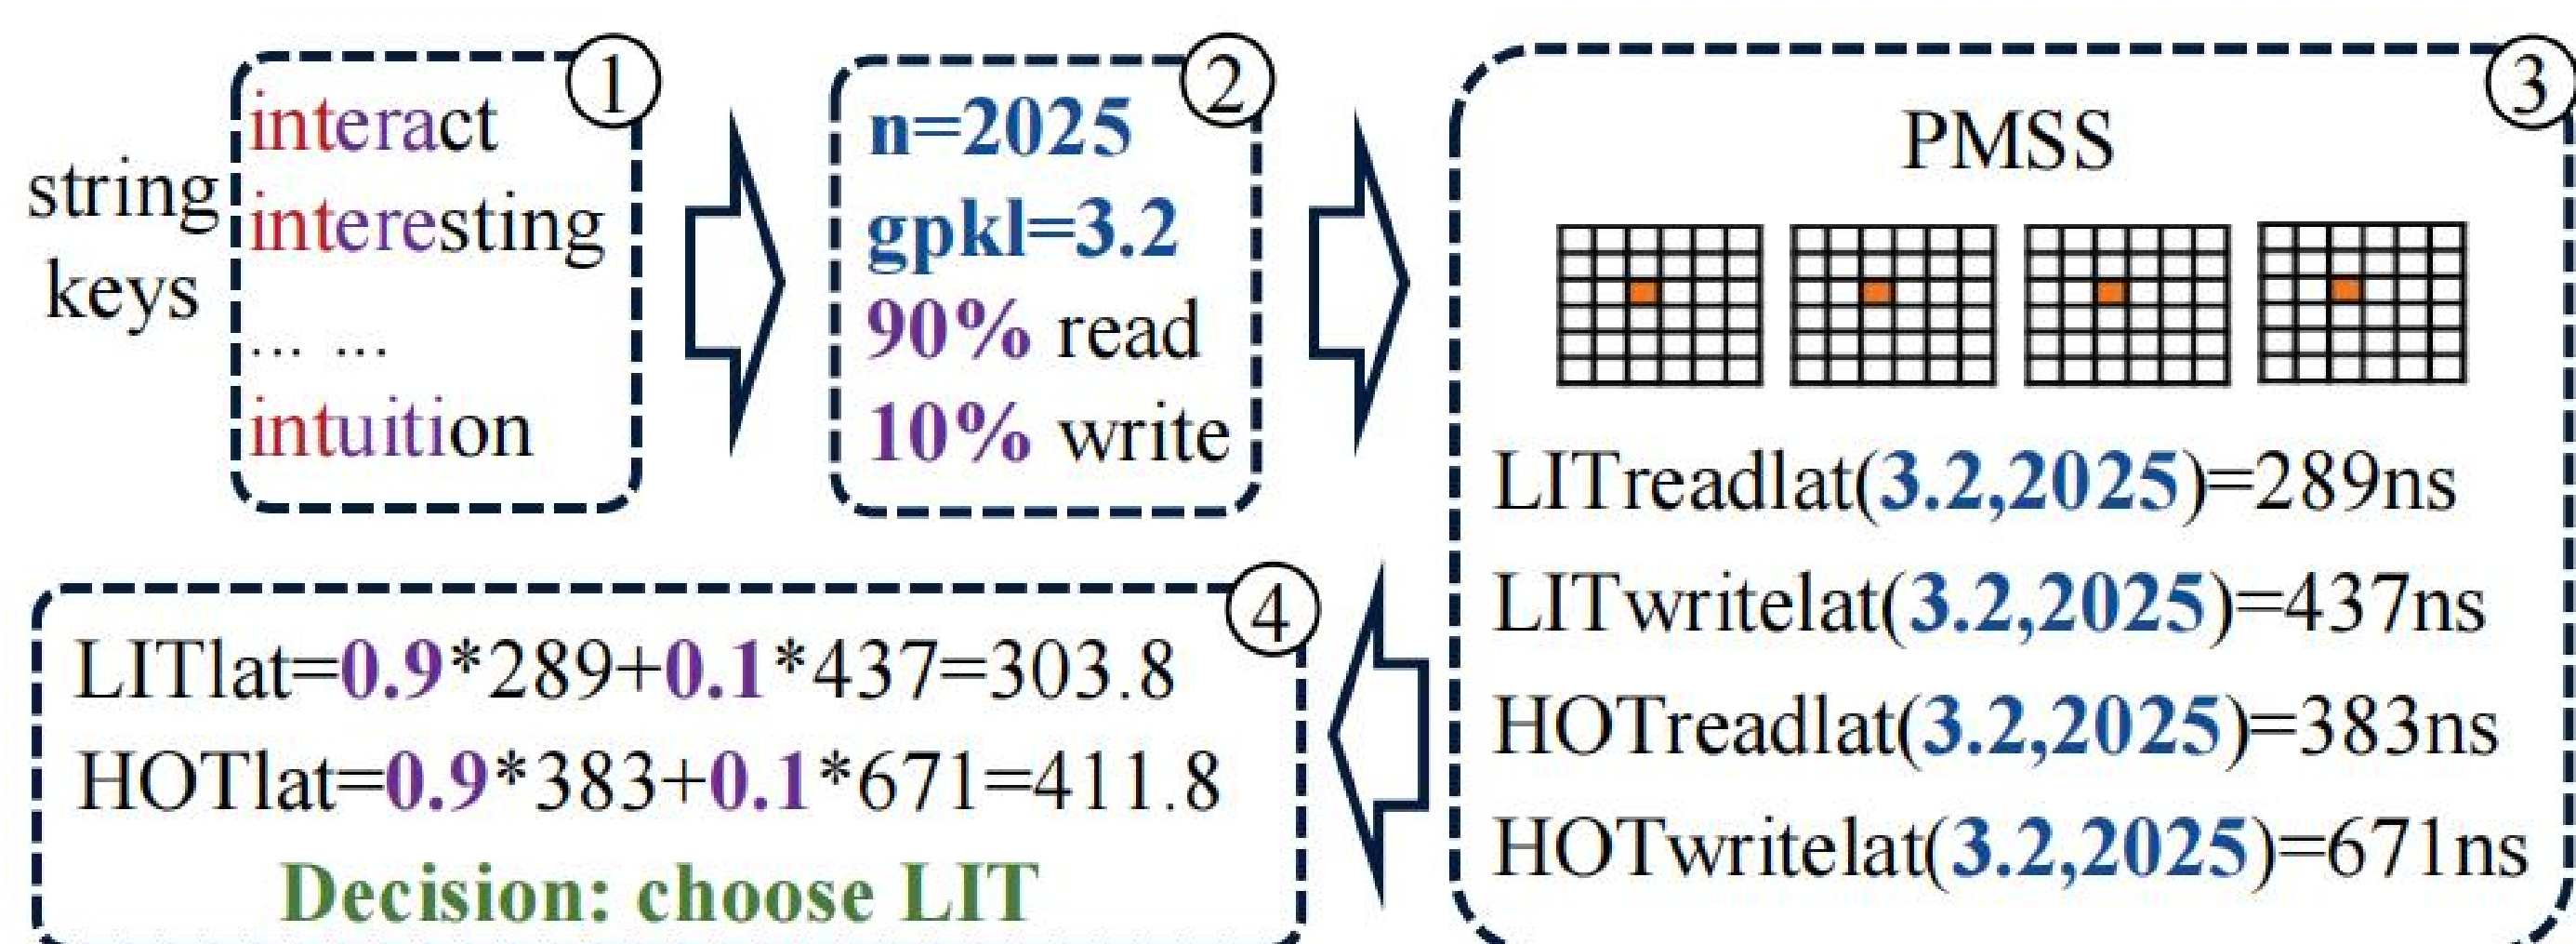 string
keys
1
interact
interesting
... ...
intuition
2
n=2025
gpkl=3.2
90% read
10% write
3
PMSS
LITreadlat(3.2,2025)=289ns
LITwritelat(3.2,2025)=437ns
HOTreadlat(3.2,2025)=383ns
HOTwritelat(3.2,2025)=671ns
4
LITlat=0.9*289+0.1*437=303.8
HOTlat=0.9*383+0.1*671=411.8
Decision: choose LIT